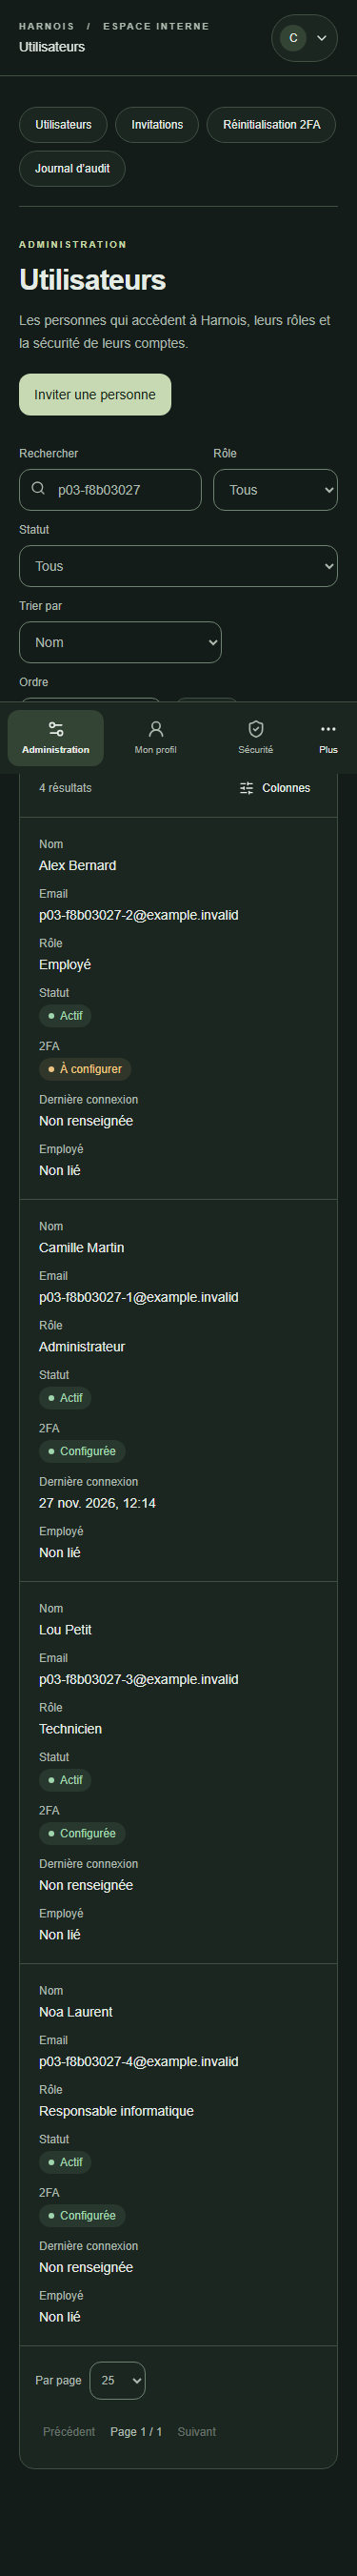 HARNOIS / ESPACE INTERNE
Utilisateurs
C
Utilisateurs
Invitations
Réinitialisation 2FA
Journal d'audit
ADMINISTRATION
Utilisateurs
Les personnes qui accèdent à Harnois, leurs rôles et
la sécurité de leurs comptes.
Inviter une personne
Rechercher
Rôle
p03-f8b03027
Tous
Statut
Tous
Trier par
Nom
Ordre
Administration
Mon profil
Sécurité
Plus
4 résultats
Colonnes
Nom
Alex Bernard
Email
p03-f8b03027-2@example.invalid
Rôle
Employé
Statut
Actif
2FA
À configurer
Dernière connexion
Non renseignée
Employé
Non lié
Nom
Camille Martin
Email
p03-f8b03027-1@example.invalid
Rôle
Administrateur
Statut
Actif
2FA
Configurée
Dernière connexion
27 nov. 2026, 12:14
Employé
Non lié
Nom
Lou Petit
Email
p03-f8b03027-3@example.invalid
Rôle
Technicien
Statut
Actif
2FA
Configurée
Dernière connexion
Non renseignée
Employé
Non lié
Nom
Noa Laurent
Email
p03-f8b03027-4@example.invalid
Rôle
Responsable informatique
Statut
Actif
2FA
Configurée
Dernière connexion
Non renseignée
Employé
Non lié
Par page
25
Précédent
Page 1 / 1
Suivant